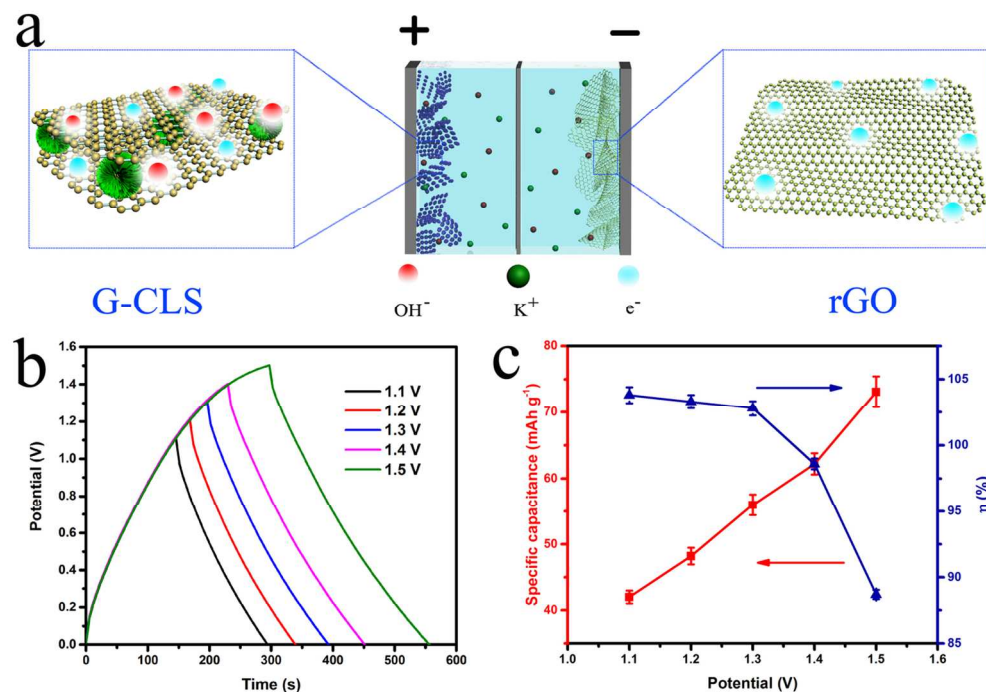 a
+
−
G-CLS
OH⁻
K⁺
e⁻
rGO
b
Potential (V)
1.6
1.4
1.2
1.0
0.8
0.6
0.4
0.2
0.0
1.1 V
1.2 V
1.3 V
1.4 V
1.5 V
0 100 200 300 400 500 600
Time (s)
c
Specific capacitance (mAh g⁻¹)
80
70
60
50
40
105
100
95
90
85
η (%)
1.0 1.1 1.2 1.3 1.4 1.5 1.6
Potential (V)